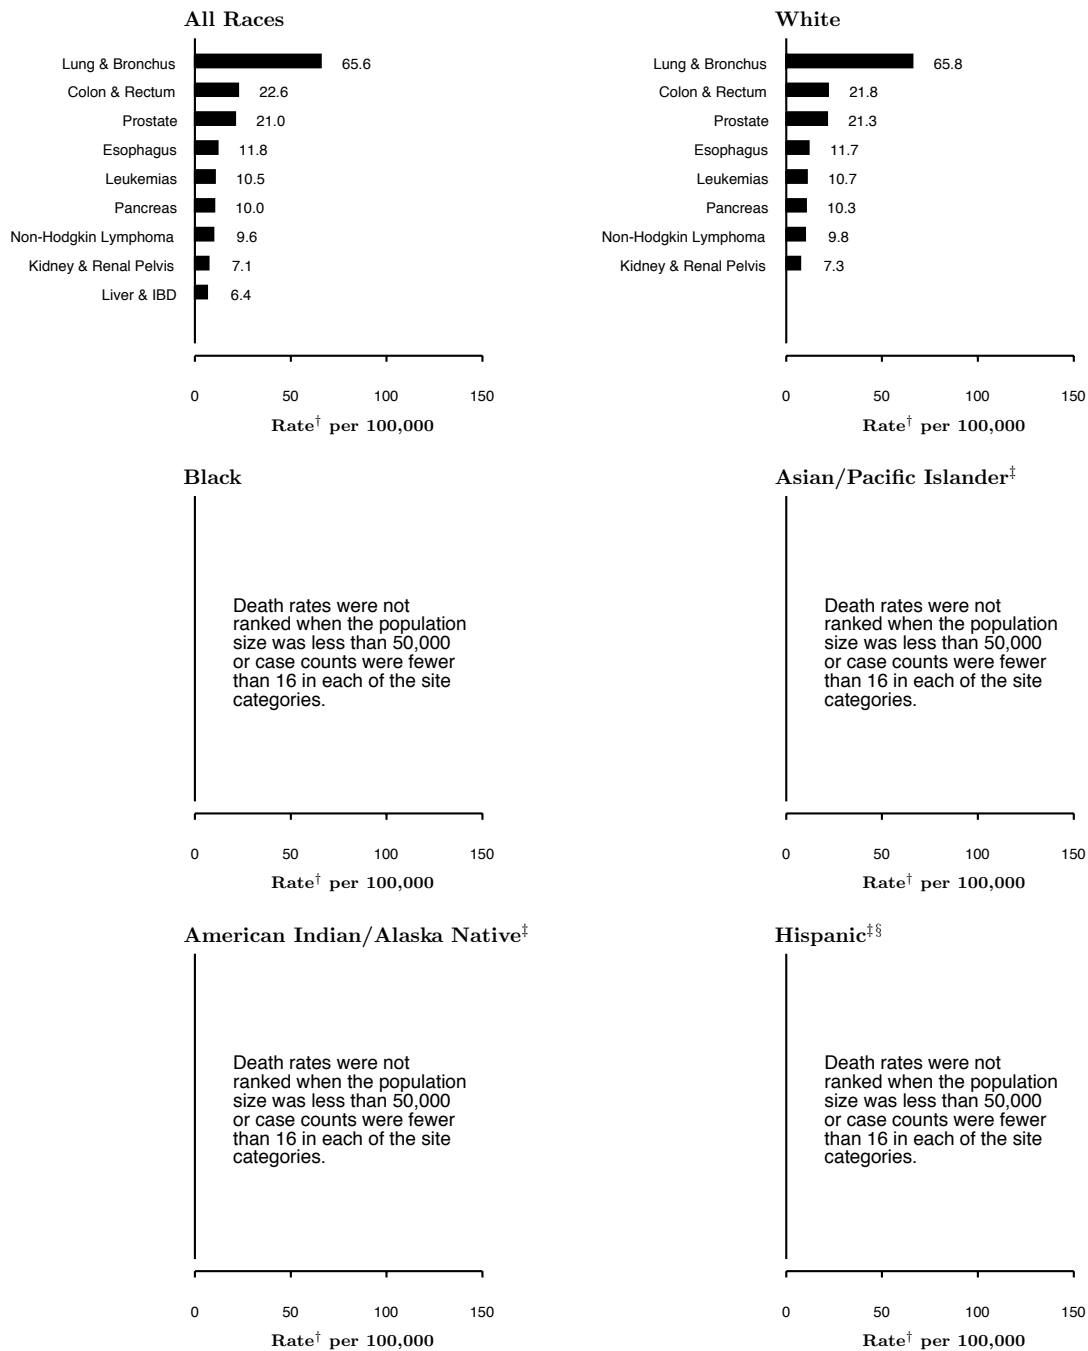 All Races
Lung & Bronchus 65.6
Colon & Rectum 22.6
Prostate 21.0
Esophagus 11.8
Leukemias 10.5
Pancreas 10.0
Non-Hodgkin Lymphoma 9.6
Kidney & Renal Pelvis 7.1
Liver & IBD 6.4
0 50 100 150
Rate† per 100,000
White
Lung & Bronchus 65.8
Colon & Rectum 21.8
Prostate 21.3
Esophagus 11.7
Leukemias 10.7
Pancreas 10.3
Non-Hodgkin Lymphoma 9.8
Kidney & Renal Pelvis 7.3
0 50 100 150
Rate† per 100,000
Black
Death rates were not
ranked when the population
size was less than 50,000
or case counts were fewer
than 16 in each of the site
categories.
0 50 100 150
Rate† per 100,000
Asian/Pacific Islander‡
Death rates were not
ranked when the population
size was less than 50,000
or case counts were fewer
than 16 in each of the site
categories.
0 50 100 150
Rate† per 100,000
American Indian/Alaska Native‡
Death rates were not
ranked when the population
size was less than 50,000
or case counts were fewer
than 16 in each of the site
categories.
0 50 100 150
Rate† per 100,000
Hispanic‡§
Death rates were not
ranked when the population
size was less than 50,000
or case counts were fewer
than 16 in each of the site
categories.
0 50 100 150
Rate† per 100,000